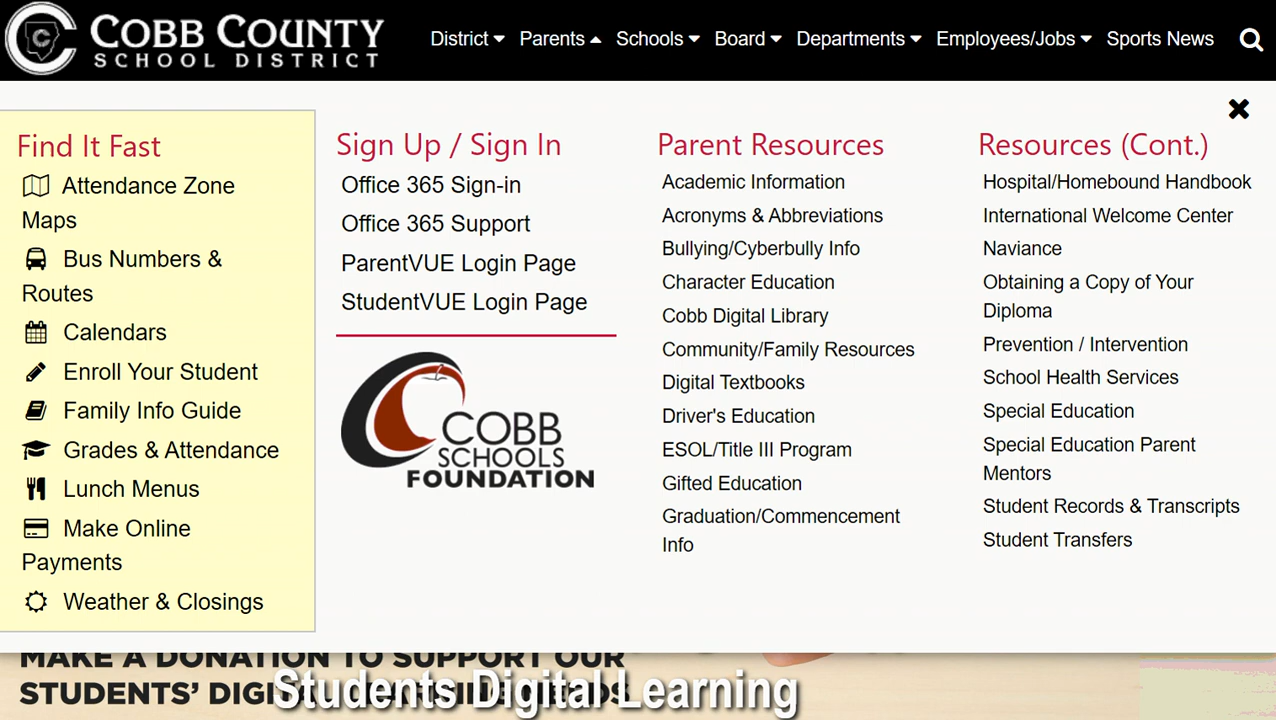 COBB COUNTY
SCHOOL DISTRICT
District Parents Schools Board Departments Employees/Jobs Sports News
Find It Fast
Attendance Zone
Maps
Bus Numbers &
Routes
Calendars
Enroll Your Student
Family Info Guide
Grades & Attendance
Lunch Menus
Make Online
Payments
Weather & Closings
Sign Up / Sign In
Office 365 Sign-in
Office 365 Support
ParentVUE Login Page
StudentVUE Login Page
COBB
SCHOOLS
FOUNDATION
Parent Resources
Academic Information
Acronyms & Abbreviations
Bullying/Cyberbully Info
Character Education
Cobb Digital Library
Community/Family Resources
Digital Textbooks
Driver's Education
ESOL/Title III Program
Gifted Education
Graduation/Commencement
Info
Resources (Cont.)
Hospital/Homebound Handbook
International Welcome Center
Naviance
Obtaining a Copy of Your
Diploma
Prevention / Intervention
School Health Services
Special Education
Special Education Parent
Mentors
Student Records & Transcripts
Student Transfers
MAKE A DONATION TO SUPPORT OUR
STUDENTS'
Students Digital Learning